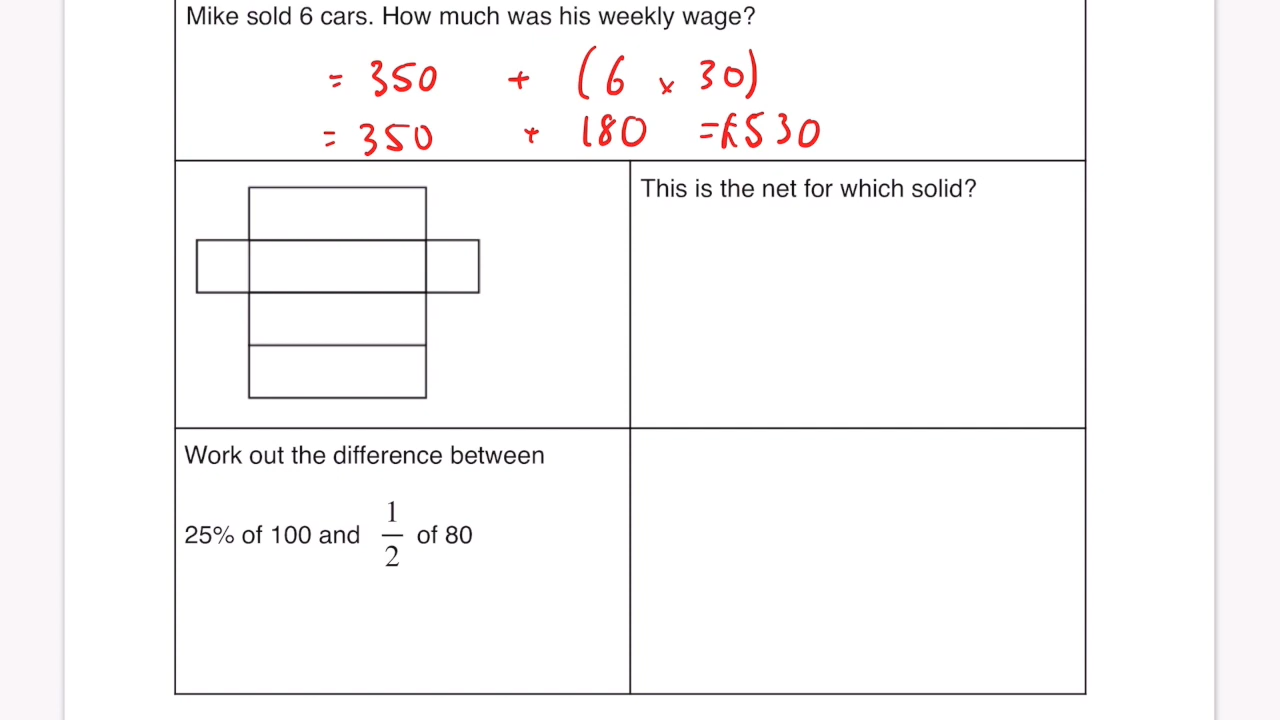 Mike sold 6 cars. How much was his weekly wage?
= 350 + (6 × 30)
= 350 + 180 = £530
This is the net for which solid?
Work out the difference between
25% of 100 and 1/2 of 80